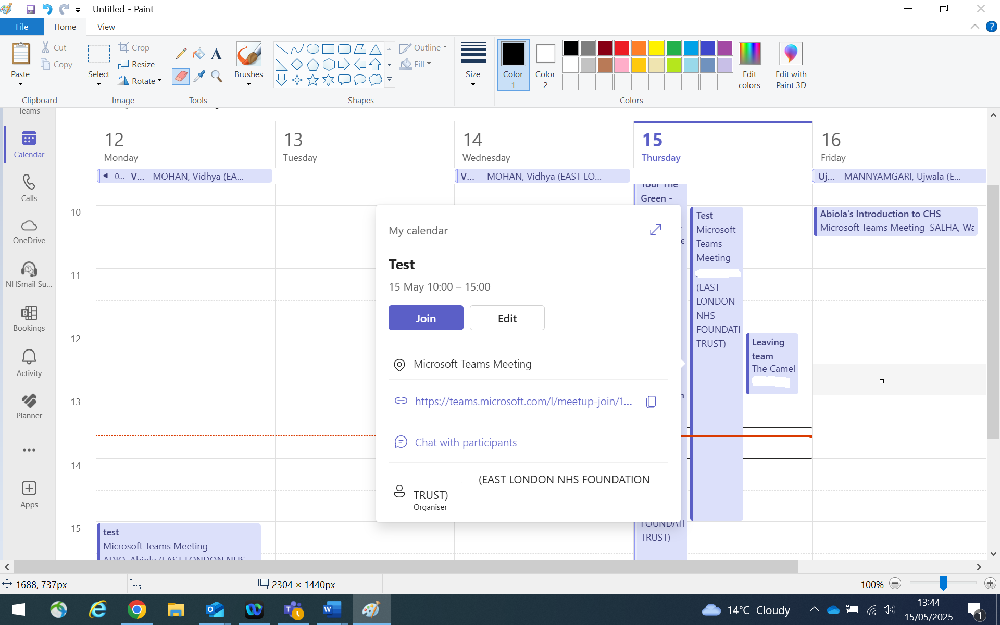 Untitled - Paint
File
Home
View
Paste
Cut
Copy
Clipboard
Select
Crop
Resize
Rotate
Image
A
Tools
Brushes
Shapes
Outline
Fill
Size
Color 1
Color 2
Edit colors
Colors
Edit with Paint 3D
Teams
Calendar
Calls
OneDrive
NHSmail Su...
Bookings
Activity
Planner
Apps
12
Monday
13
Tuesday
14
Wednesday
15
Thursday
16
Friday
0... V... MOHAN, Vidhya (EA...
V... MOHAN, Vidhya (EAST LO...
Uj... MANNYAMGARI, Ujwala (E...
10
11
12
13
14
15
Green -
My calendar
Test
15 May 10:00 – 15:00
Join
Edit
Microsoft Teams Meeting
https://teams.microsoft.com/l/meetup-join/1...
Chat with participants
(EAST LONDON NHS FOUNDATION
TRUST)
Organiser
Test
Microsoft
Teams
Meeting
(EAST
LONDON
NHS
FOUNDATI
TRUST)
Leaving
team
The Camel
Abiola's Introduction to CHS
Microsoft Teams Meeting SALHA, Wa
FOUNDATI
TRUST)
test
Microsoft Teams Meeting
ADIO, Abiola (EAST LONDON NHS
1688, 737px
2304 × 1440px
100%
14°C Cloudy
13:44
15/05/2025
1